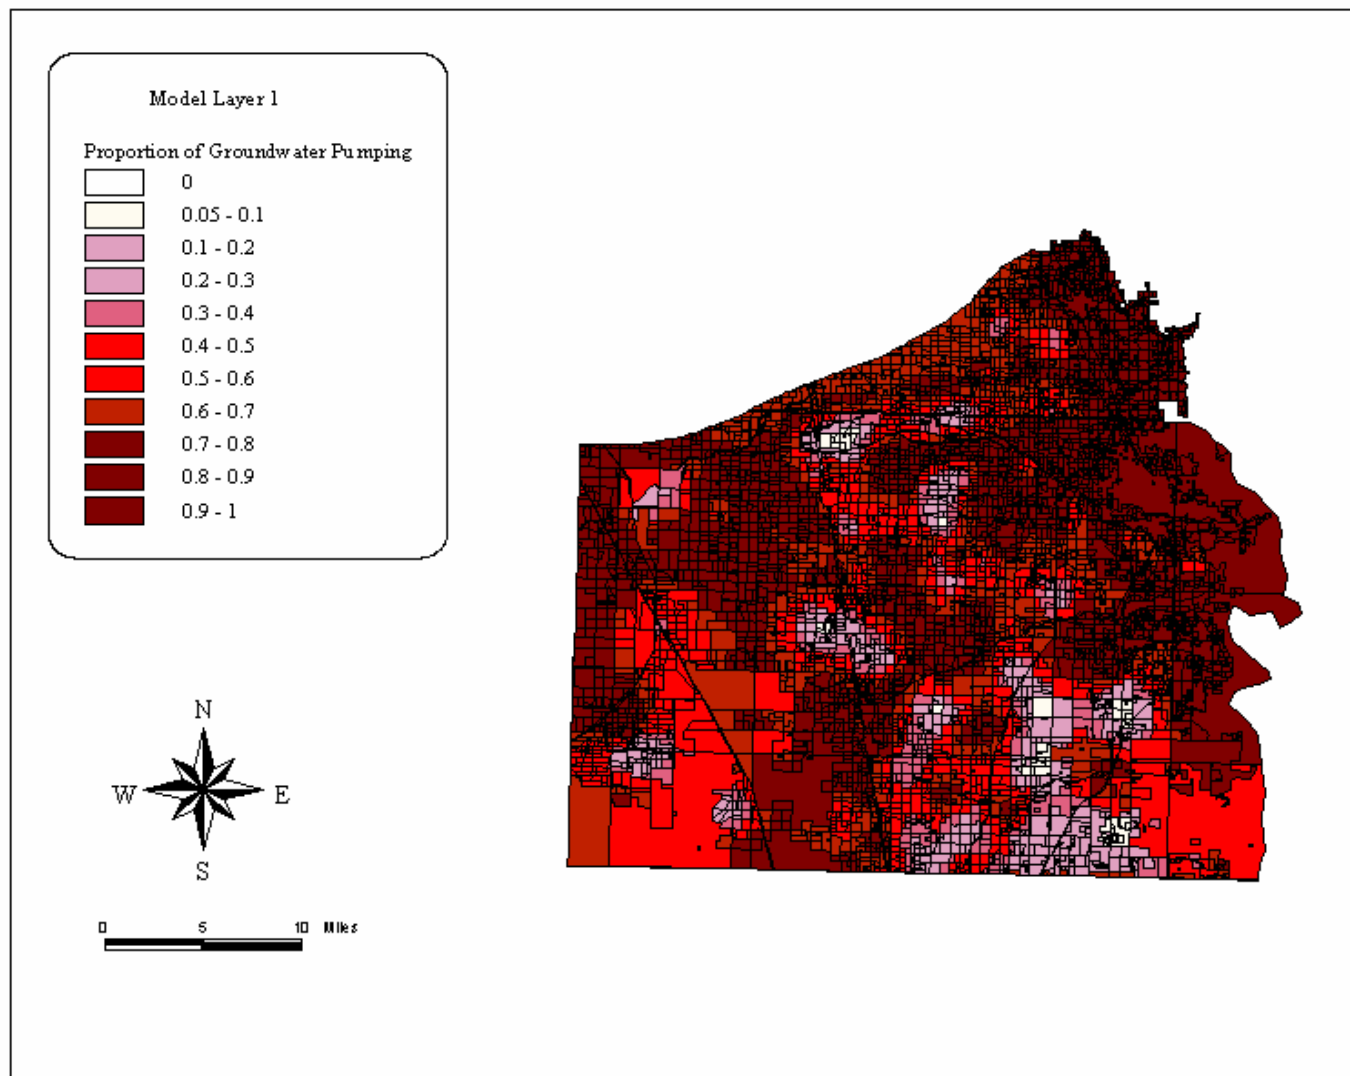 Model Layer 1
Proportion of Groundwater Pumping
0
0.05 - 0.1
0.1 - 0.2
0.2 - 0.3
0.3 - 0.4
0.4 - 0.5
0.5 - 0.6
0.6 - 0.7
0.7 - 0.8
0.8 - 0.9
0.9 - 1
N
W E
S
0 5 10 Miles